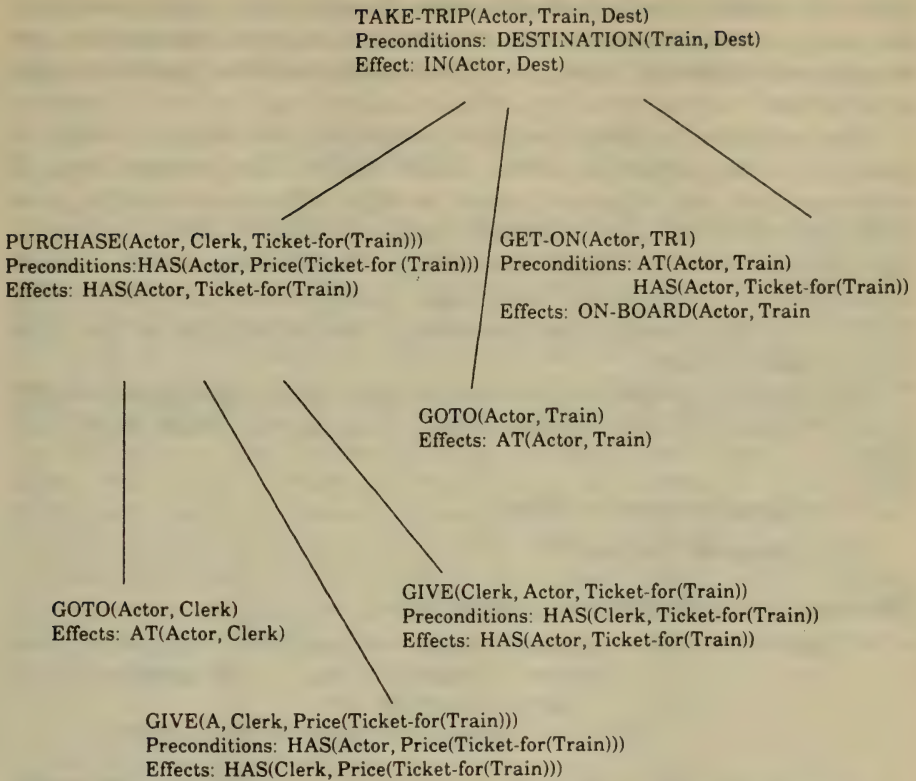 TAKE-TRIP(Actor, Train, Dest)
Preconditions: DESTINATION(Train, Dest)
Effect: IN(Actor, Dest)
PURCHASE(Actor, Clerk, Ticket-for(Train)))
Preconditions:HAS(Actor, Price(Ticket-for (Train)))
Effects: HAS(Actor, Ticket-for(Train))
GET-ON(Actor, TR1)
Preconditions: AT(Actor, Train)
HAS(Actor, Ticket-for(Train))
Effects: ON-BOARD(Actor, Train
GOTO(Actor, Train)
Effects: AT(Actor, Train)
GOTO(Actor, Clerk)
Effects: AT(Actor, Clerk)
GIVE(Clerk, Actor, Ticket-for(Train))
Preconditions: HAS(Clerk, Ticket-for(Train))
Effects: HAS(Actor, Ticket-for(Train))
GIVE(A, Clerk, Price(Ticket-for(Train)))
Preconditions: HAS(Actor, Price(Ticket-for(Train)))
Effects: HAS(Clerk, Price(Ticket-for(Train)))